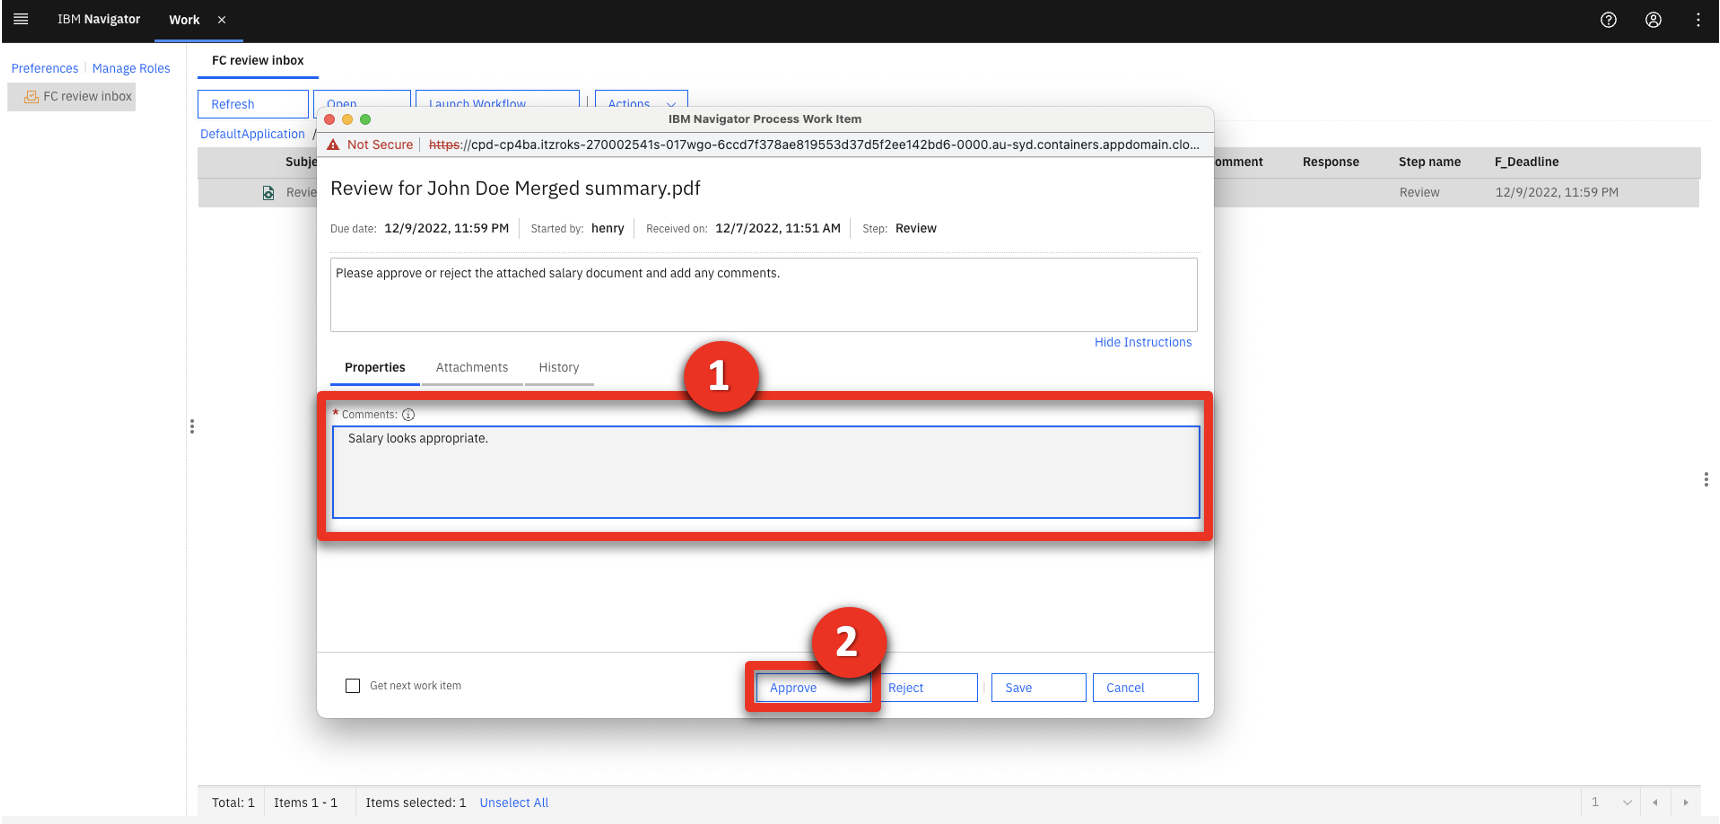 IBM Navigator
Work
Preferences
Manage Roles
FC review inbox
FC review inbox
Refresh
Open
Launch Workflow
Actions
DefaultApplication /
Subje
omment
Response
Step name
F_Deadline
Revie
Review
12/9/2022, 11:59 PM
IBM Navigator Process Work Item
Not Secure
https://cpd-cp4ba.itzroks-270002541s-017wgo-6ccd7f378ae819553d37d5f2ee142bd6-0000.au-syd.containers.appdomain.clo...
Review for John Doe Merged summary.pdf
Due date: 12/9/2022, 11:59 PM
Started by: henry
Received on: 12/7/2022, 11:51 AM
Step: Review
Please approve or reject the attached salary document and add any comments.
Hide Instructions
Properties
Attachments
History
1
* Comments:
Salary looks appropriate.
2
Get next work item
Approve
Reject
Save
Cancel
Total: 1
Items 1 - 1
Items selected: 1
Unselect All
1